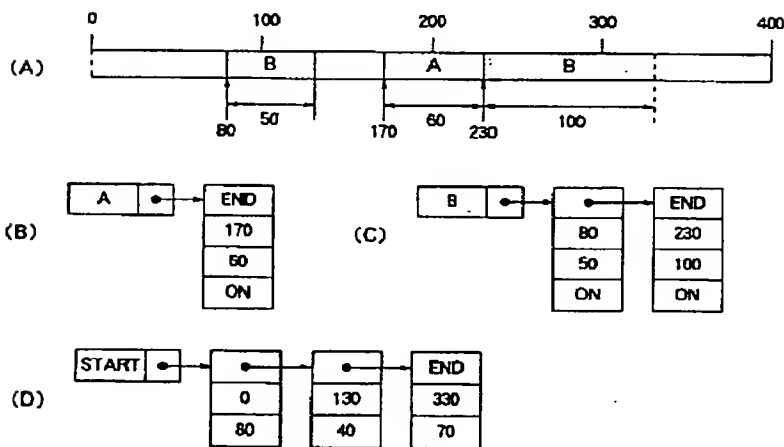 0 100 200 300 400
(A) B A B
80 50 170 60 230 100
(B) A END
170
60
ON
(C) B END
80 230
50 100
ON ON
(D) START END
0 130 330
80 40 70